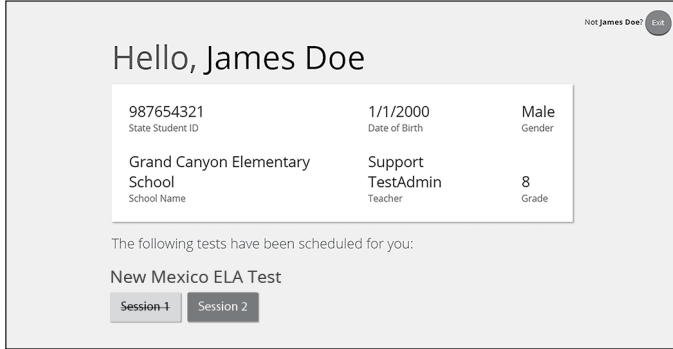 Not James Doe? Exit
Hello, James Doe
987654321 1/1/2000 Male
State Student ID Date of Birth Gender
Grand Canyon Elementary Support
School TestAdmin 8
School Name Teacher Grade
The following tests have been scheduled for you:
New Mexico ELA Test
Session 1 Session 2